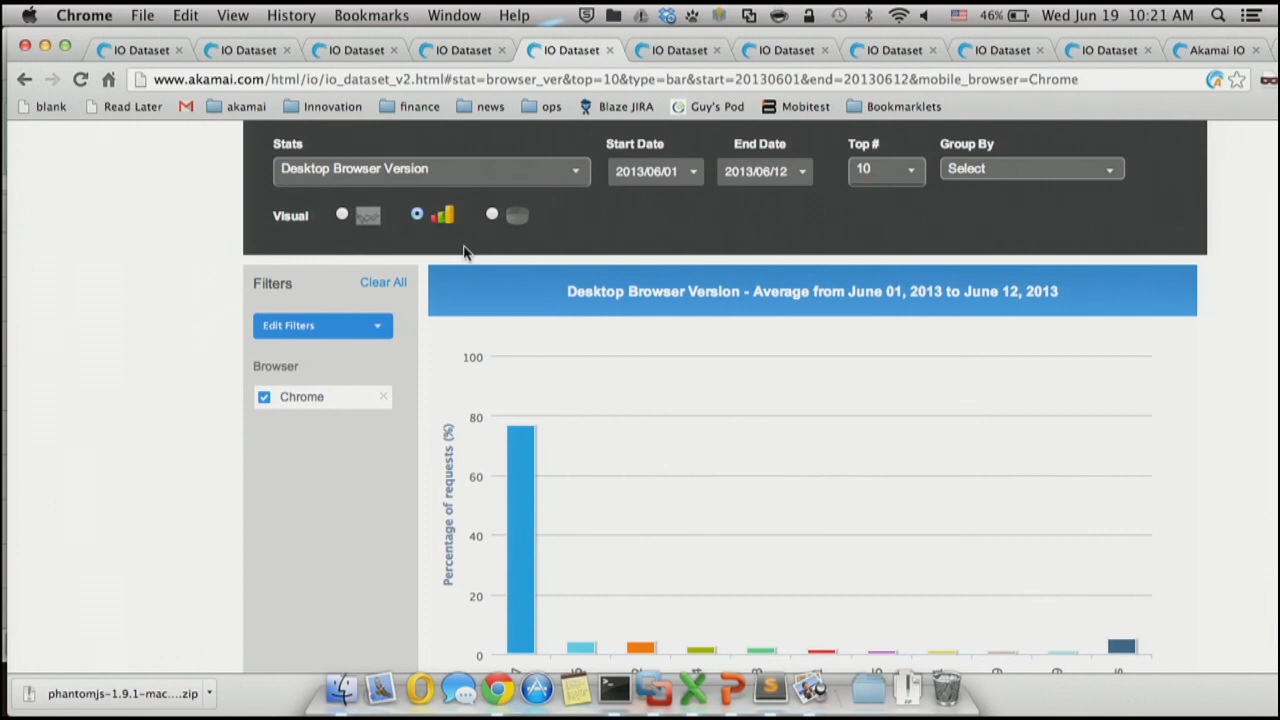 Chrome File Edit View History Bookmarks Window Help 46% Wed Jun 19 10:21 AM
IO Dataset × IO Dataset × IO Dataset × IO Dataset × IO Dataset × IO Dataset × IO Dataset × IO Dataset × IO Dataset × IO Dataset × Akamai IO ×
www.akamai.com/html/io/io_dataset_v2.html#stat=browser_ver&top=10&type=bar&start=20130601&end=20130612&mobile_browser=Chrome
blank Read Later akamai Innovation finance news ops Blaze JIRA Guy's Pod Mobitest Bookmarklets
Stats Start Date End Date Top # Group By
Desktop Browser Version 2013/06/01 2013/06/12 10 Select
Visual
Filters Clear All
Desktop Browser Version - Average from June 01, 2013 to June 12, 2013
Edit Filters
Browser
Chrome ×
Percentage of requests (%)
100
80
60
40
20
0
phantomjs-1.9.1-mac....zip